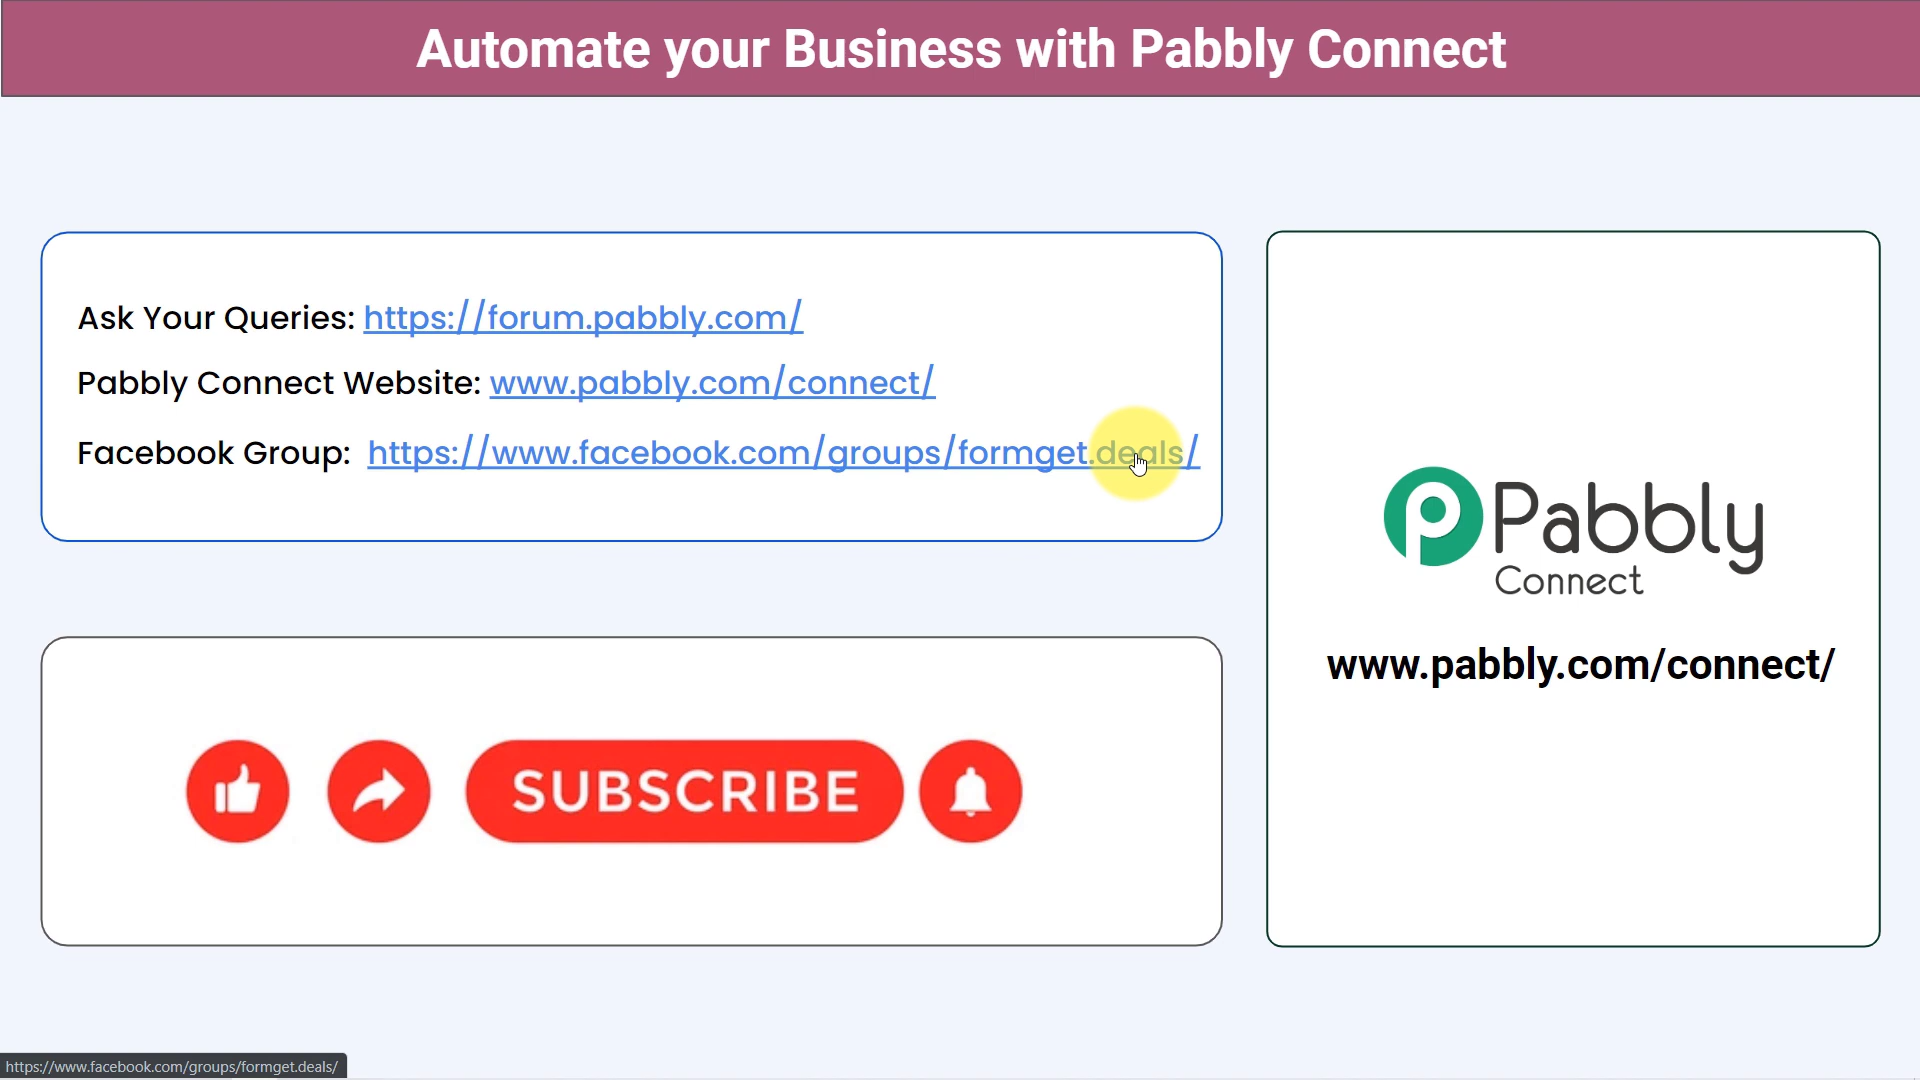 Automate your Business with Pabbly Connect
Ask Your Queries: https://forum.pabbly.com/
Pabbly Connect Website: www.pabbly.com/connect/
Facebook Group: https://www.facebook.com/groups/formget.deals/
SUBSCRIBE
Pabbly
Connect
www.pabbly.com/connect/
https://www.facebook.com/groups/formget.deals/